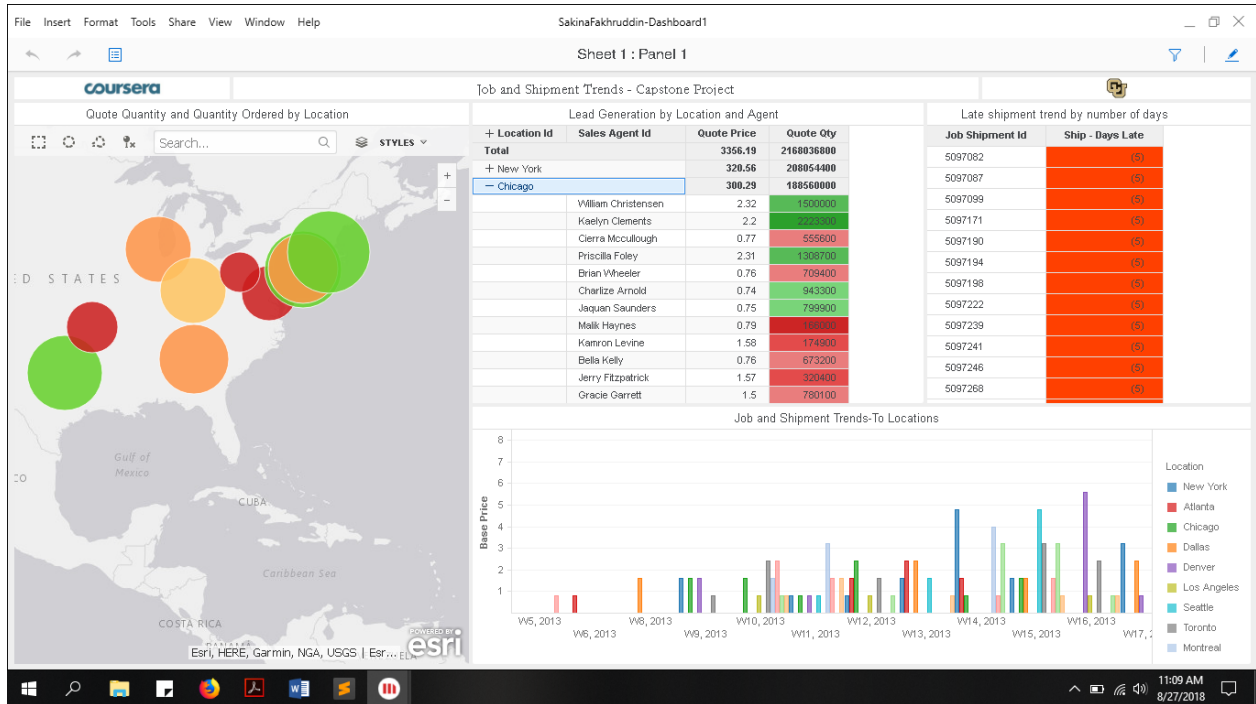 File Insert Format Tools Share View Window Help SakinaFakhruddin-Dashboard1
Sheet 1 : Panel 1
coursera Job and Shipment Trends - Capstone Project CU
Quote Quantity and Quantity Ordered by Location
Search... STYLES
+
−
ED STATES
Gulf of
Mexico
CO
CUBA
Caribbean Sea
COSTA RICA
PANAMÁ
POWERED BY
esri
Esri, HERE, Garmin, NGA, USGS | Esr...
Lead Generation by Location and Agent
+ Location Id Sales Agent Id Quote Price Quote Qty
Total 3356.19 2168036800
+ New York 320.56 208054400
− Chicago 300.29 188560000
William Christensen 2.32 1500000
Kaelyn Clements 2.2 2223300
Cierra Mccullough 0.77 555600
Priscilla Foley 2.31 1308700
Brian Wheeler 0.76 709400
Charlize Arnold 0.74 943300
Jaquan Saunders 0.75 799900
Malik Haynes 0.79
Kamron Levine 1.58 174900
Bella Kelly 0.76 673200
Jerry Fitzpatrick 1.57 320400
Gracie Garrett 1.5 780100
Late shipment trend by number of days
Job Shipment Id Ship - Days Late
5097082 (5)
5097087 (5)
5097099 (5)
5097171 (5)
5097190 (5)
5097194 (5)
5097198 (5)
5097222 (5)
5097239 (5)
5097241 (5)
5097246 (5)
5097268 (5)
Job and Shipment Trends-To Locations
Base Price
8
7
6
5
4
3
2
1
W5, 2013 W6, 2013 W8, 2013 W9, 2013 W10, 2013 W11, 2013 W12, 2013 W13, 2013 W14, 2013 W15, 2013 W16, 2013 W17, 2
Location
New York
Atlanta
Chicago
Dallas
Denver
Los Angeles
Seattle
Toronto
Montreal
11:09 AM
8/27/2018